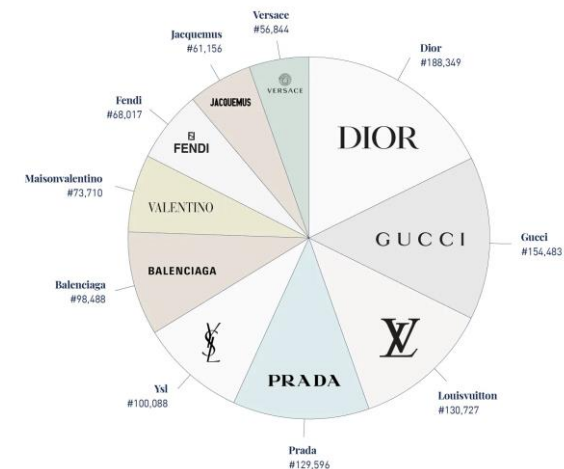 Versace
#56,844
Jacquemus
#61,156
Dior
#188,349
Fendi
#68,017
VERSACE
JACQUEMUS
FENDI
DIOR
Maisonvalentino
#73,710
VALENTINO
GUCCI
Gucci
#154,483
BALENCIAGA
Balenciaga
#98,488
YSL
LV
PRADA
Ysl
#100,088
Louisvuitton
#130,727
Prada
#129,596